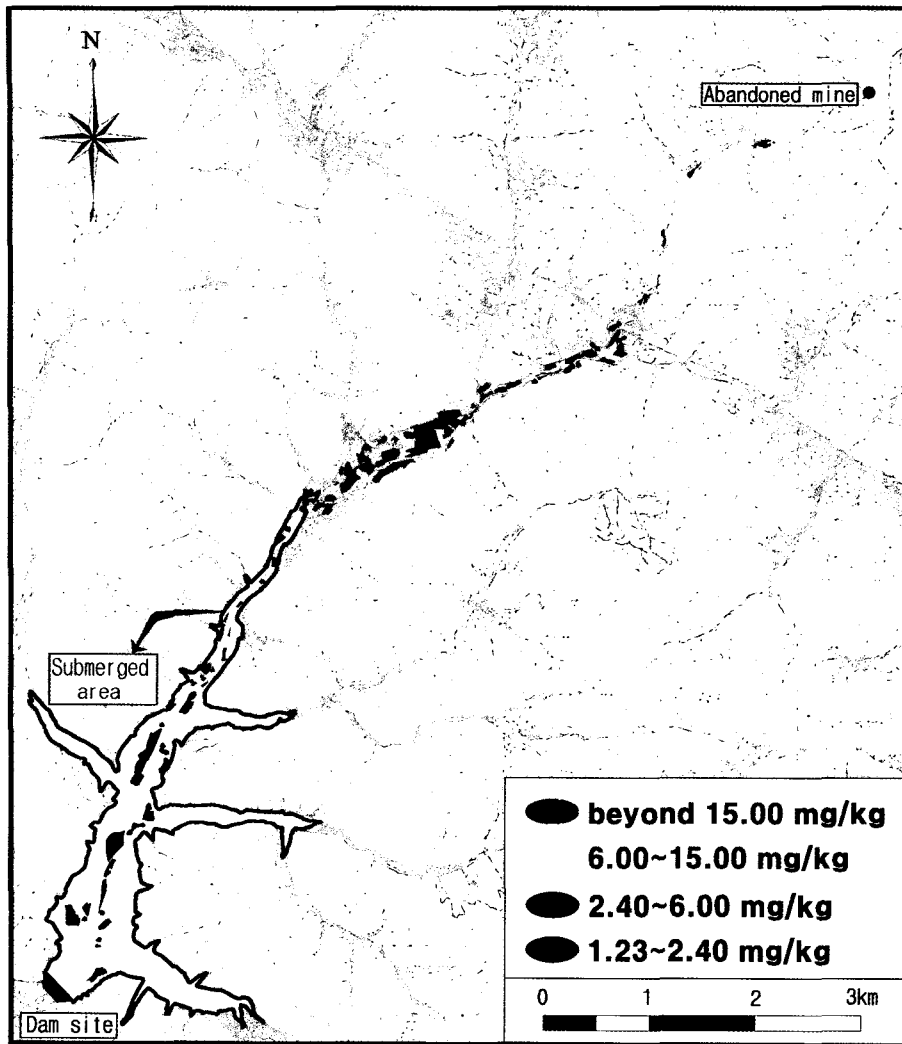 N
Abandoned mine
Submerged
area
beyond 15.00 mg/kg
6.00~15.00 mg/kg
2.40~6.00 mg/kg
1.23~2.40 mg/kg
0 1 2 3km
Dam site